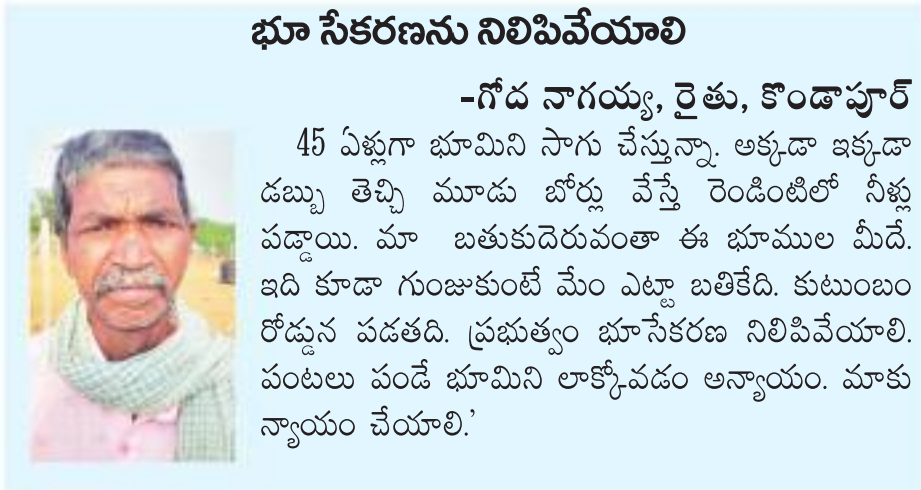 భూ సేకరణను నిలిపివేయాలి
-గోద నాగయ్య, రైతు, కొండాపూర్
45 ఏళ్లుగా భూమిని సాగు చేస్తున్నా. అక్కడా ఇక్కడా
డబ్బు తెచ్చి మూడు బోర్లు వేస్తే రెండింటిలో నీళ్లు
పడ్డాయి. మా బతుకుదెరువంతా ఈ భూముల మీదే.
ఇది కూడా గుంజుకుంటే మేం ఎట్టా బతికేది. కుటుంబం
రోడ్డున పడతది. ప్రభుత్వం భూసేకరణ నిలిపివేయాలి.
పంటలు పండే భూమిని లాక్కోవడం అన్యాయం. మాకు
న్యాయం చేయాలి.'